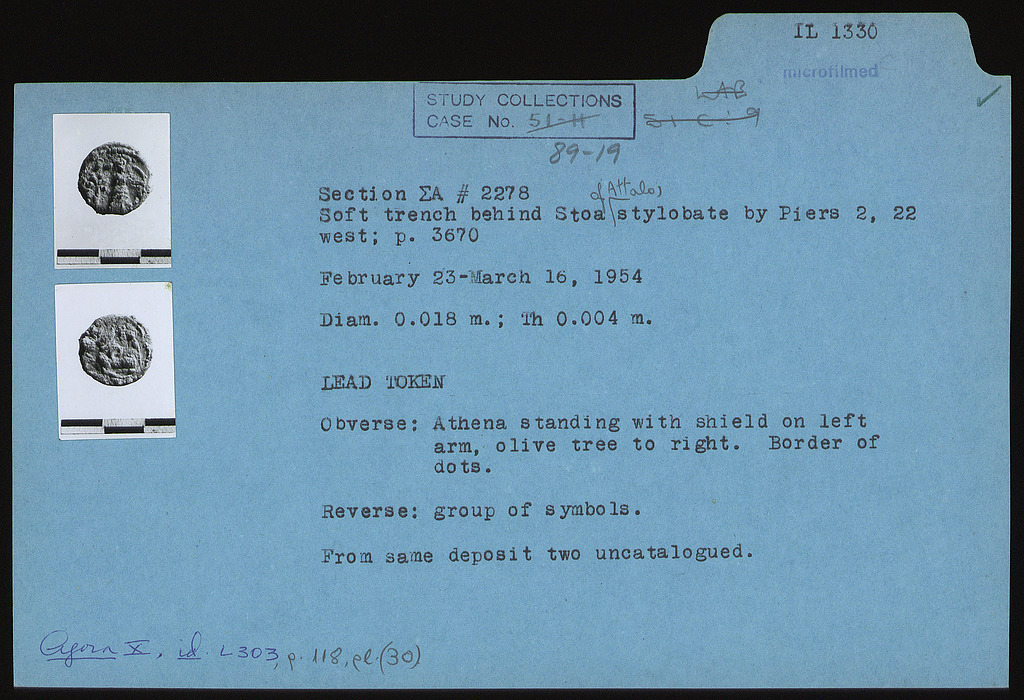 IL 1330
microfilmed
LAB
STUDY COLLECTIONS
CASE No. 51-H
51 C: 9
89-19
Section ΣA # 2278
of Attalos
Soft trench behind Stoa stylobate by Piers 2, 22
west; p. 3670
February 23-March 16, 1954
Diam. 0.018 m.; Th 0.004 m.
LEAD TOKEN
Obverse: Athena standing with shield on left
arm, olive tree to right. Border of
dots.
Reverse: group of symbols.
From same deposit two uncatalogued.
Agora X, id. L303, p. 118, pl. (30)